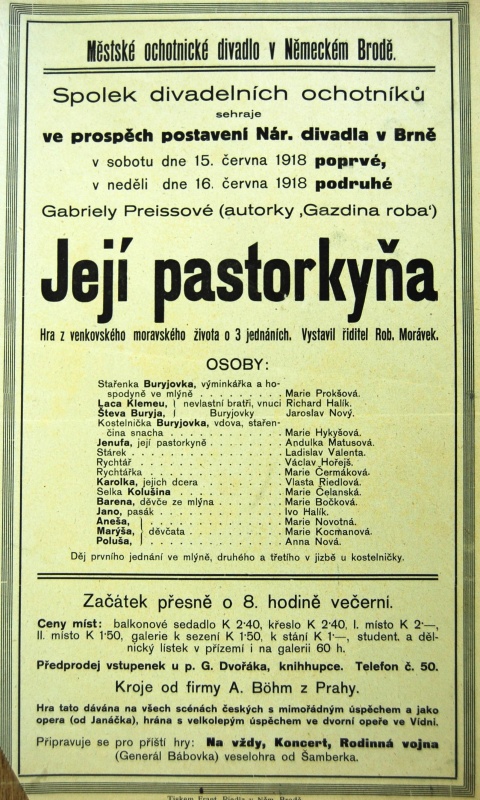 Městské ochotnické divadlo v Německém Brodě.
Spolek divadelních ochotníků
sehraje
ve prospěch postavení Nár. divadla v Brně
v sobotu dne 15. června 1918 poprvé,
v neděli dne 16. června 1918 podruhé
Gabriely Preissové (autorky ‚Gazdina roba‘)
Její pastorkyňa
Hra z venkovského moravského života o 3 jednáních. Vystavil řiditel Rob. Morávek.
OSOBY:
Stařenka Buryjovka, výminkářka a ho-
spodyně ve mlýně . . . . . . . . . Marie Prokšová.
Laca Klemeu, | nevlastní bratři, vnuci Richard Halík.
Števa Buryja, | Buryjovky Jaroslav Nový.
Kostelnička Buryjovka, vdova, stařen-
čina snacha . . . . . . . . . . . Marie Hykyšová.
Jenufa, její pastorkyně . . . . . . . Andulka Matusová.
Stárek . . . . . . . . . . . . . . Ladislav Valenta.
Rychtář . . . . . . . . . . . . . . Václav Hořejš.
Rychtářka . . . . . . . . . . . . . Marie Čermáková.
Karolka, jejich dcera . . . . . . . . Vlasta Riedlová.
Selka Kolušina . . . . . . . . . . . Marie Čelanská.
Barena, děvče ze mlýna . . . . . . . Marie Bočková.
Jano, pasák . . . . . . . . . . . . Ivo Halík.
Aneša, } . . . . . . . . . . . Marie Novotná.
Maryša, } děvčata . . . . . . . . . Marie Kocmanová.
Poluša, } . . . . . . . . . . . Anna Nová.
Děj prvního jednání ve mlýně, druhého a třetího v jizbě u kostelničky.
Začátek přesně o 8. hodině večerní.
Ceny míst: balkonové sedadlo K 2·40, křeslo K 2·40, I. místo K 2·—,
II. místo K 1·50, galerie k sezení K 1·50, k stání K 1·—, student. a děl-
nický lístek v přízemí i na galerii 60 h.
Předprodej vstupenek u p. G. Dvořáka, knihhupce. Telefon č. 50.
Kroje od firmy A. Böhm z Prahy.
Hra tato dávána na všech scénách českých s mimořádným úspěchem a jako
opera (od Janáčka), hrána s velkolepým úspěchem ve dvorní opeře ve Vídni.
Připravuje se pro příští hry: Na vždy, Koncert, Rodinná vojna
(Generál Bábovka) veselohra od Šamberka.
Tiskem Frant. Riedla v Něm. Brodě.